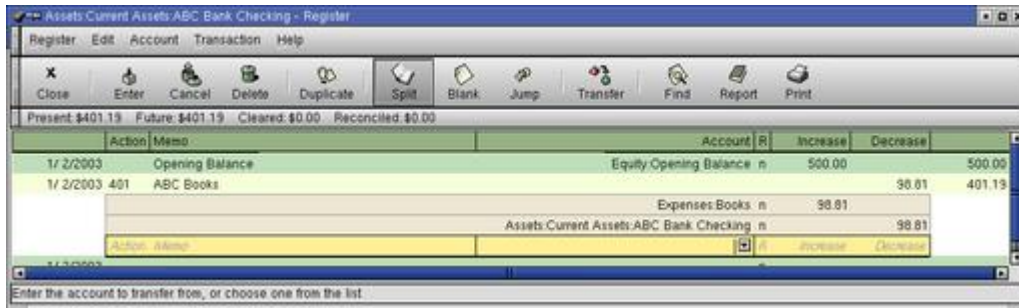 Assets:Current Assets:ABC Bank Checking - Register
Register Edit Account Transaction Help
Close Enter Cancel Delete Duplicate Split Blank Jump Transfer Find Report Print
Present:$401.19 Future:$401.19 Cleared:$0.00 Reconciled:$0.00
Action Memo Account R Increase Decrease
1/ 2/2003 Opening Balance Equity:Opening Balance n 500.00 500.00
1/ 2/2003 401 ABC Books 98.81 401.19
Expenses:Books n 98.81
Assets:Current Assets:ABC Bank Checking n 98.81
Action Memo R Increase Decrease
1/ 2/2003 n
Enter the account to transfer from, or choose one from the list